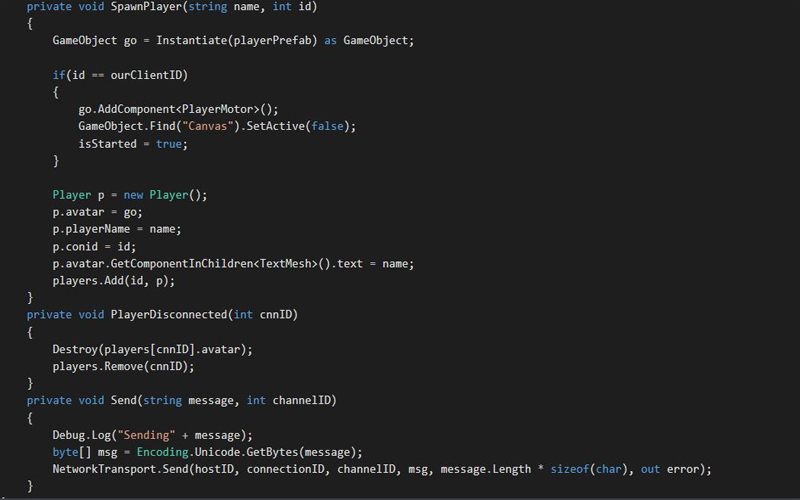 private void SpawnPlayer(string name, int id)
{
GameObject go = Instantiate(playerPrefab) as GameObject;
if(id == ourClientID)
{
go.AddComponent<PlayerMotor>();
GameObject.Find("Canvas").SetActive(false);
isStarted = true;
}
Player p = new Player();
p.avatar = go;
p.playerName = name;
p.conid = id;
p.avatar.GetComponentInChildren<TextMesh>().text = name;
players.Add(id, p);
}
private void PlayerDisconnected(int cnnID)
{
Destroy(players[cnnID].avatar);
players.Remove(cnnID);
}
private void Send(string message, int channelID)
{
Debug.Log("Sending" + message);
byte[] msg = Encoding.Unicode.GetBytes(message);
NetworkTransport.Send(hostID, connectionID, channelID, msg, message.Length * sizeof(char), out error);
}